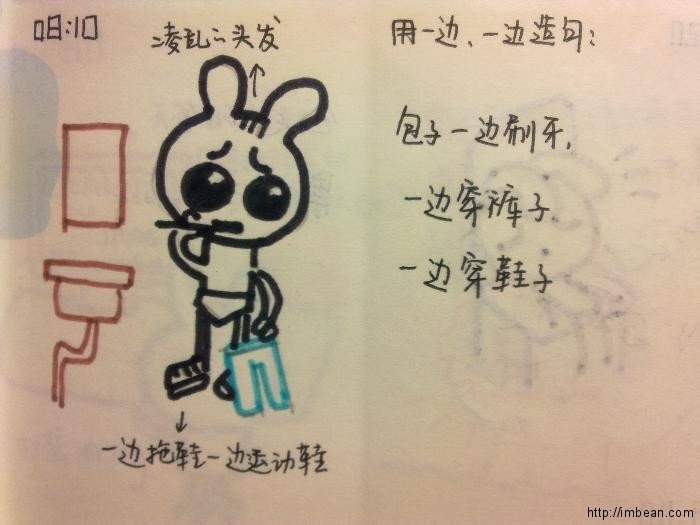 08:10
凌乱的头发
用一边、一边造句:
包子一边刷牙,
一边穿裤子.
一边穿鞋子
一边拖鞋一边运动鞋
http://imbean.com